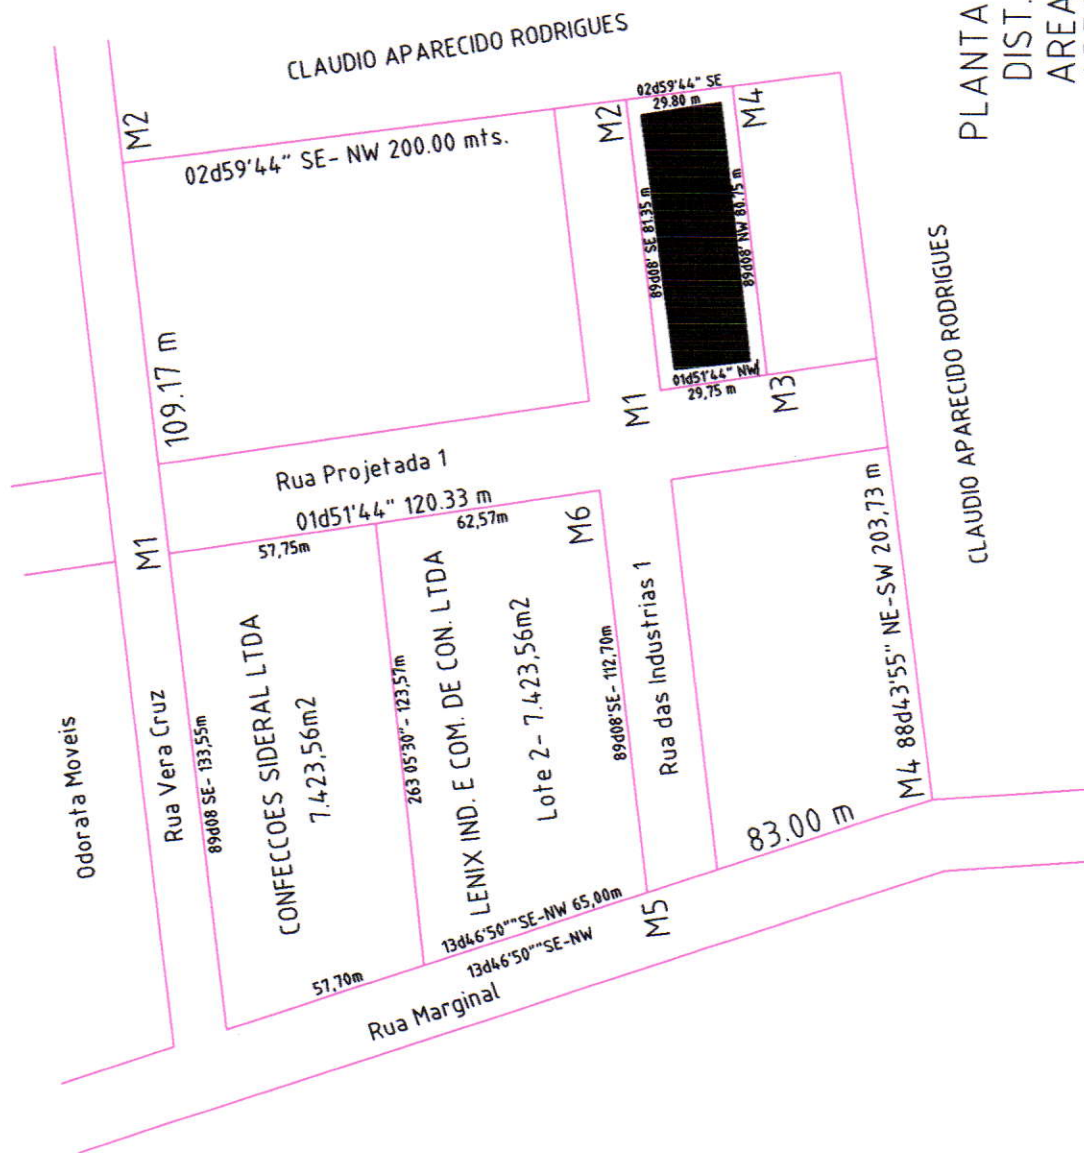 CLAUDIO APARECIDO RODRIGUES
PLANTA
DIST.
AREA
M2
02d59'44" SE- NW 200.00 mts.
M2
02d59'44" SE
29.80 m
M4
89d08' SE 81.35 m
89d08' NW 80.75 m
109.17 m
01d51'44" NW
29,75 m
M1
M3
CLAUDIO APARECIDO RODRIGUES
Rua Projetada 1
01d51'44" 120.33 m
M1
57,75m
62,57m
M6
Odorata Moveis
Rua Vera Cruz
89d08 SE- 133,55m
CONFECCOES SIDERAL LTDA
7.423,56m2
263 05'30"- 123,57m
LENIX IND. E COM. DE CON. LTDA
Lote 2- 7.423,56m2
89d08'SE- 112,70m
Rua das Industrias 1
M4 88d43'55" NE-SW 203,73 m
83.00 m
13d46'50""SE-NW 65,00m
M5
13d46'50""SE-NW
57,70m
Rua Marginal